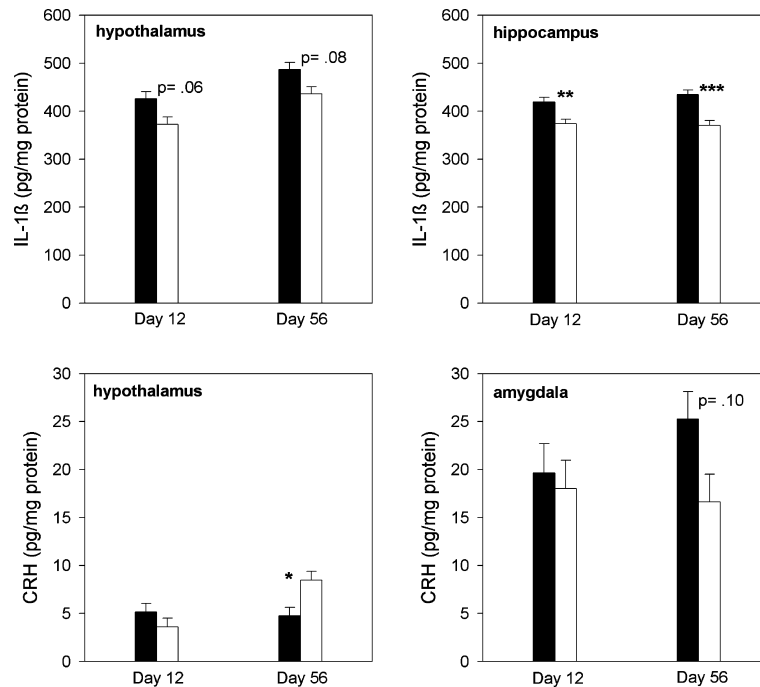 hypothalamus
IL-1ß (pg/mg protein)
600
500
400
300
200
100
0
p= .06
p= .08
Day 12
Day 56
hippocampus
IL-1ß (pg/mg protein)
600
500
400
300
200
100
0
**
***
Day 12
Day 56
hypothalamus
CRH (pg/mg protein)
30
25
20
15
10
5
0
*
Day 12
Day 56
amygdala
CRH (pg/mg protein)
30
25
20
15
10
5
0
p= .10
Day 12
Day 56